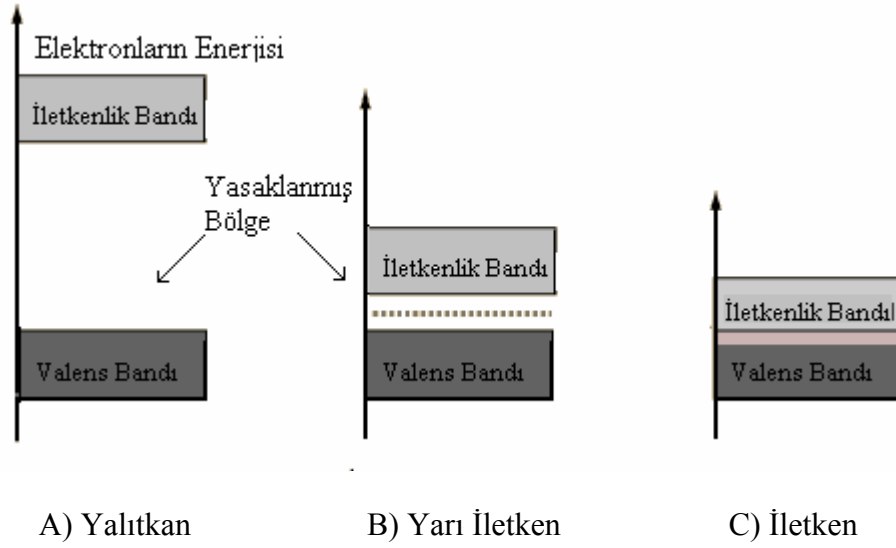 Elektronların Enerjisi
İletkenlik Bandı
Yasaklanmış
Bölge
İletkenlik Bandı
İletkenlik Bandı
Valens Bandı
Valens Bandı
Valens Bandı
A) Yalıtkan
B) Yarı İletken
C) İletken